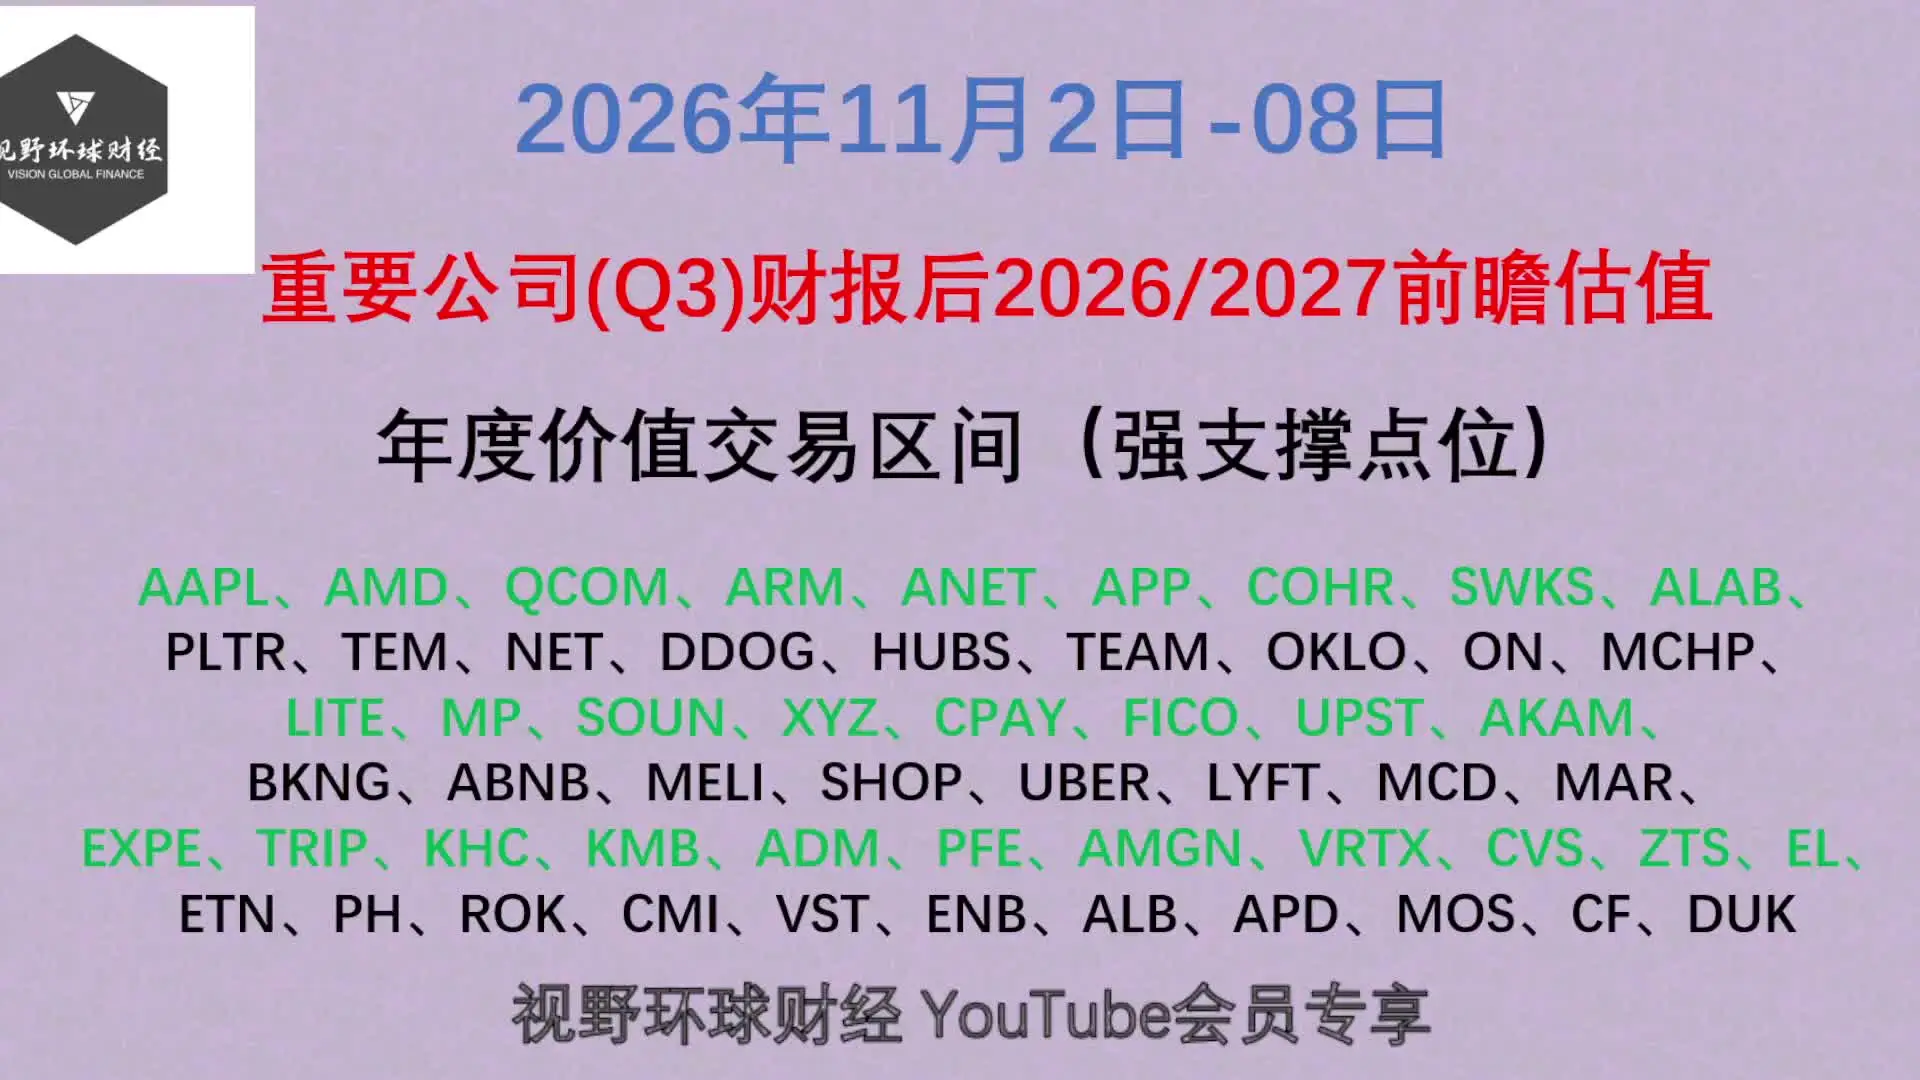 视野环球财经
VISION GLOBAL FINANCE
2026年11月2日-08日
重要公司(Q3)财报后2026/2027前瞻估值
年度价值交易区间（强支撑点位）
AAPL、AMD、QCOM、ARM、ANET、APP、COHR、SWKS、ALAB、
PLTR、TEM、NET、DDOG、HUBS、TEAM、OKLO、ON、MCHP、
LITE、MP、SOUN、XYZ、CPAY、FICO、UPST、AKAM、
BKNG、ABNB、MELI、SHOP、UBER、LYFT、MCD、MAR、
EXPE、TRIP、KHC、KMB、ADM、PFE、AMGN、VRTX、CVS、ZTS、EL、
ETN、PH、ROK、CMI、VST、ENB、ALB、APD、MOS、CF、DUK
视野环球财经 YouTube会员专享